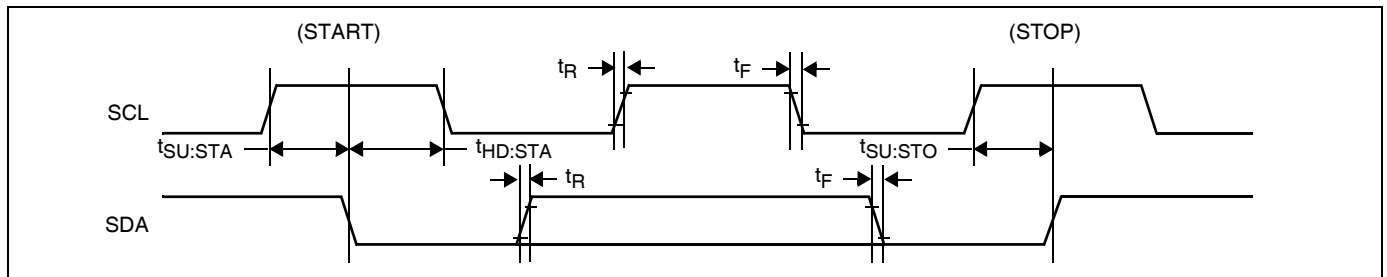 (START) (STOP)
tR tF
SCL
tSU:STA tHD:STA tSU:STO
tR tF
SDA